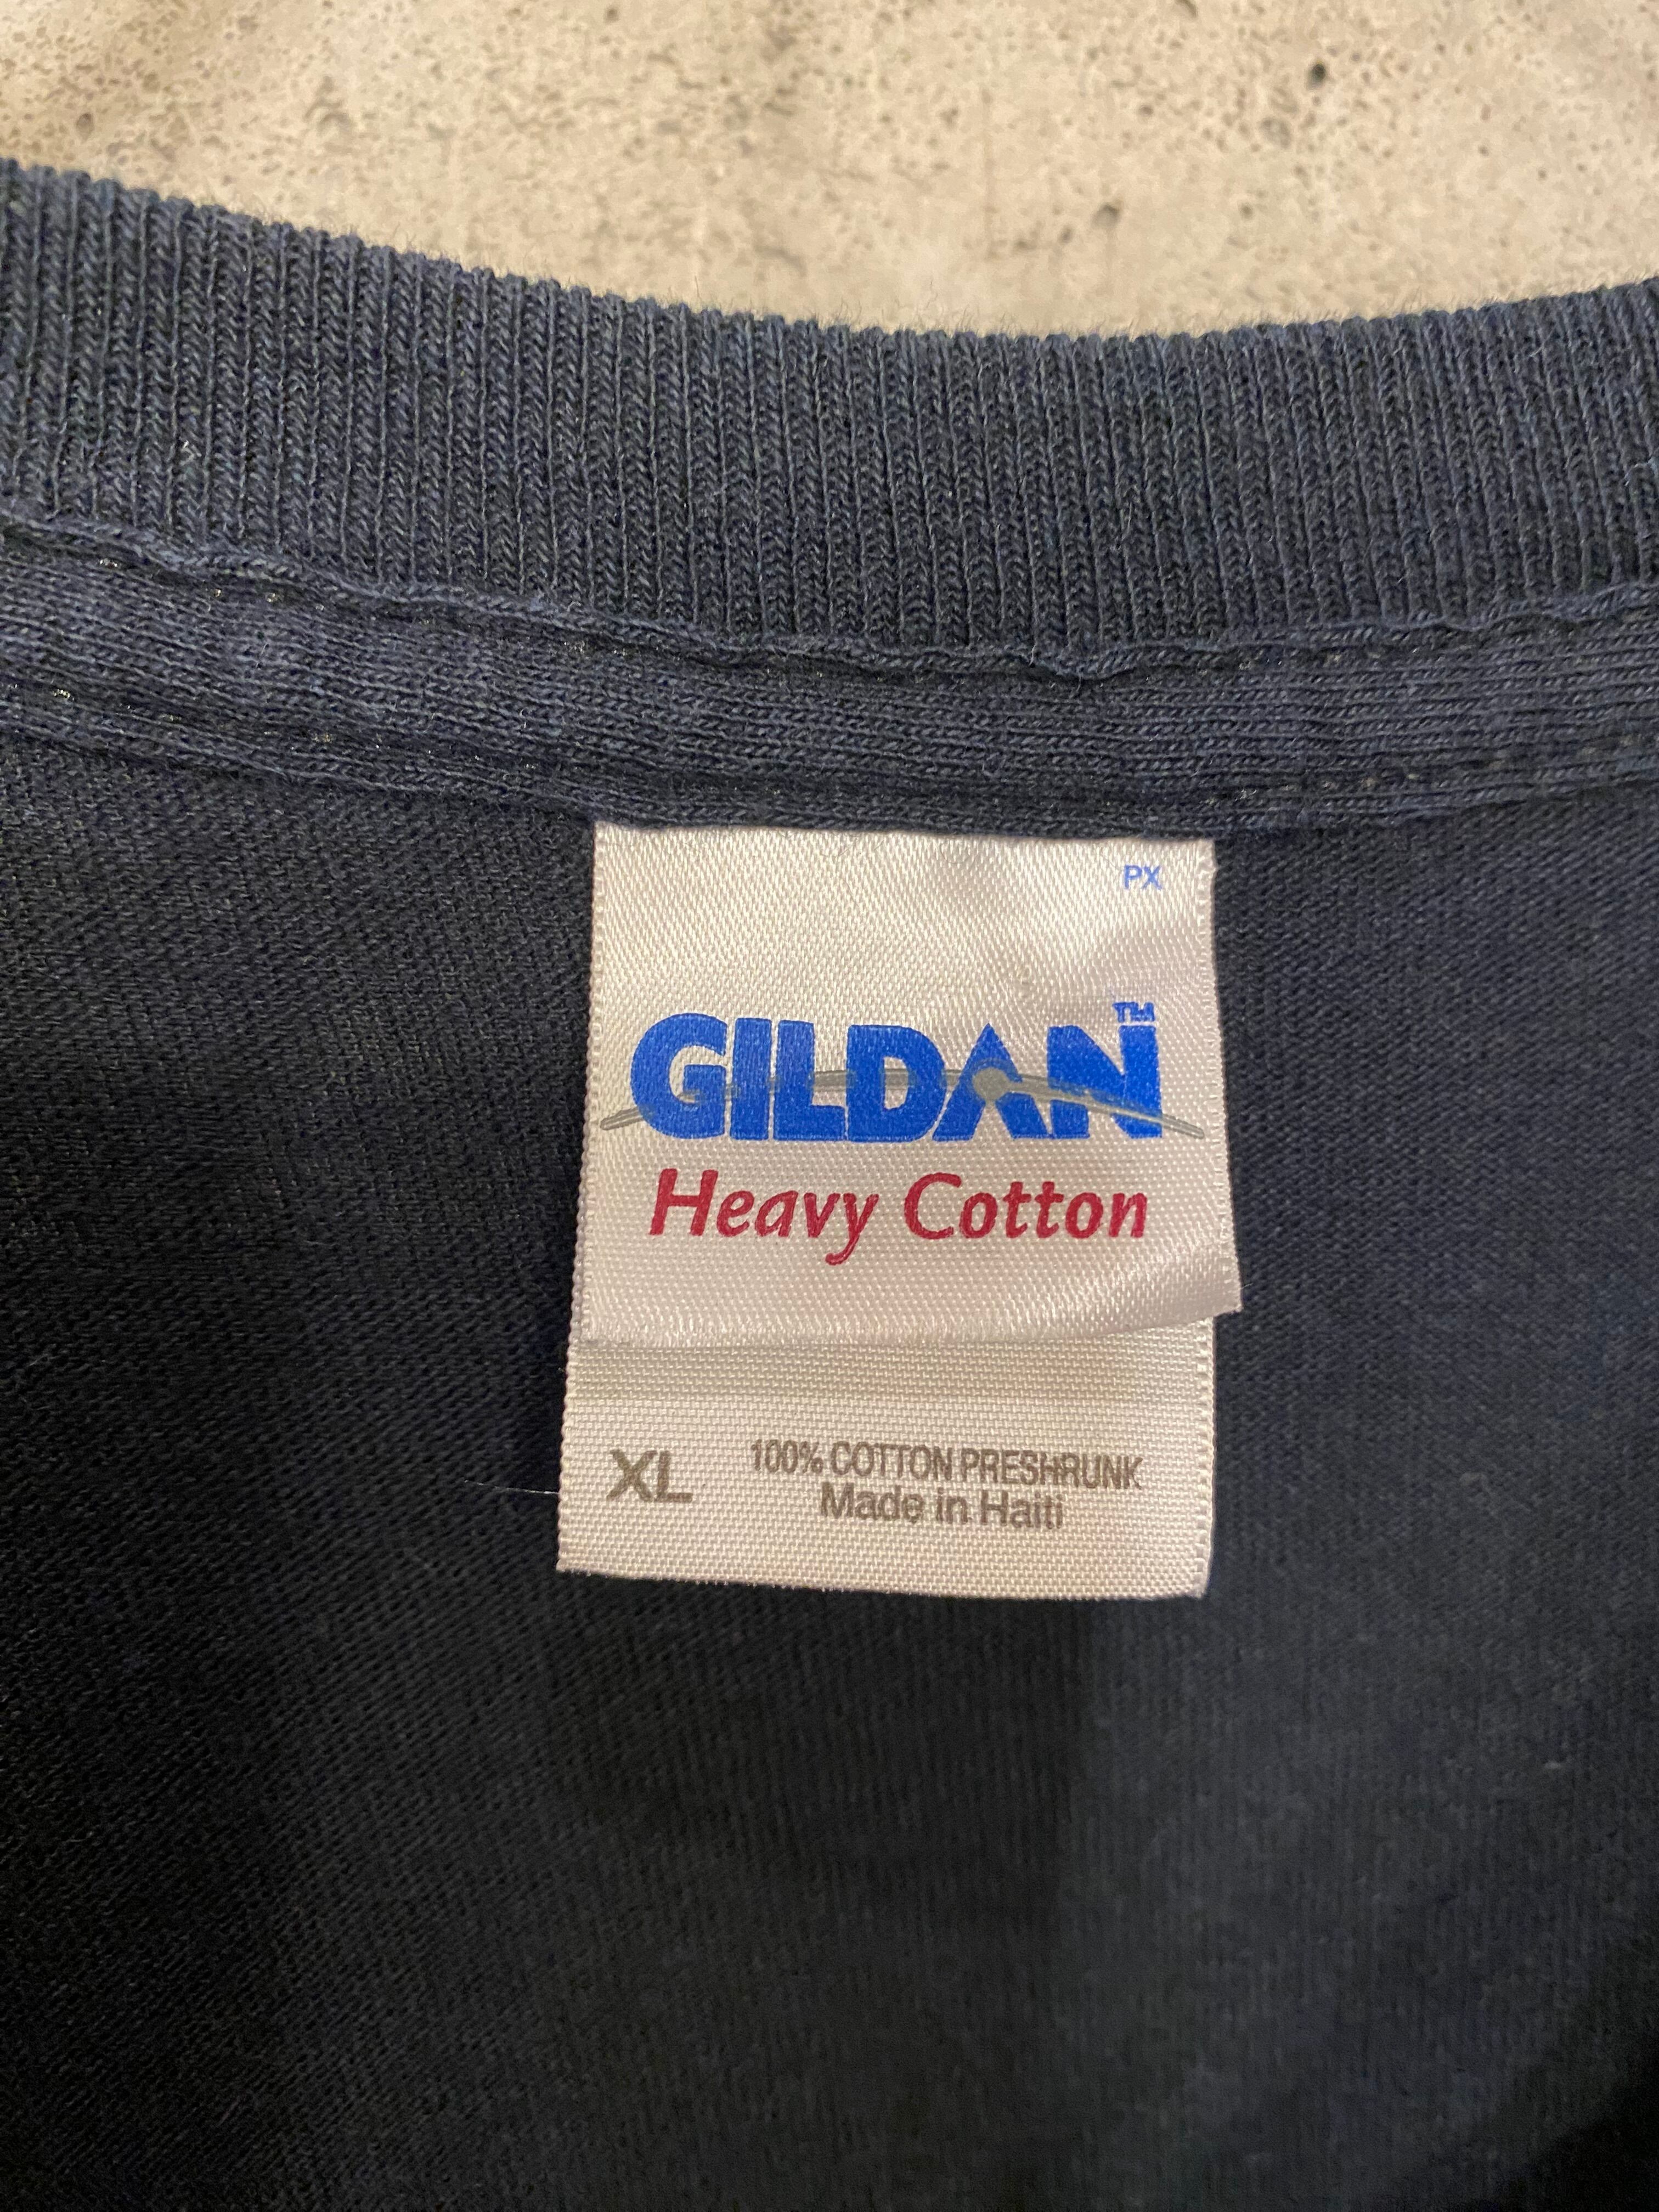 PX
GILDAN™
Heavy Cotton
XL 100% COTTON PRESHRUNK
Made in Haiti